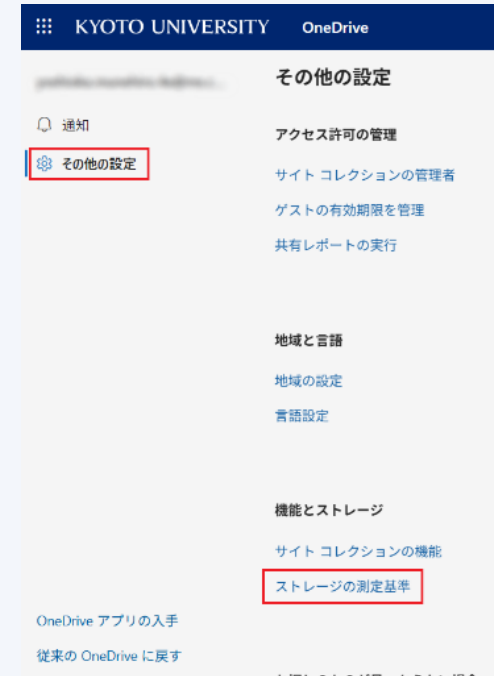 KYOTO UNIVERSITY OneDrive
その他の設定
通知
その他の設定
アクセス許可の管理
サイト コレクションの管理者
ゲストの有効期限を管理
共有レポートの実行
地域と言語
地域の設定
言語設定
機能とストレージ
サイト コレクションの機能
ストレージの測定基準
OneDrive アプリの入手
従来の OneDrive に戻す